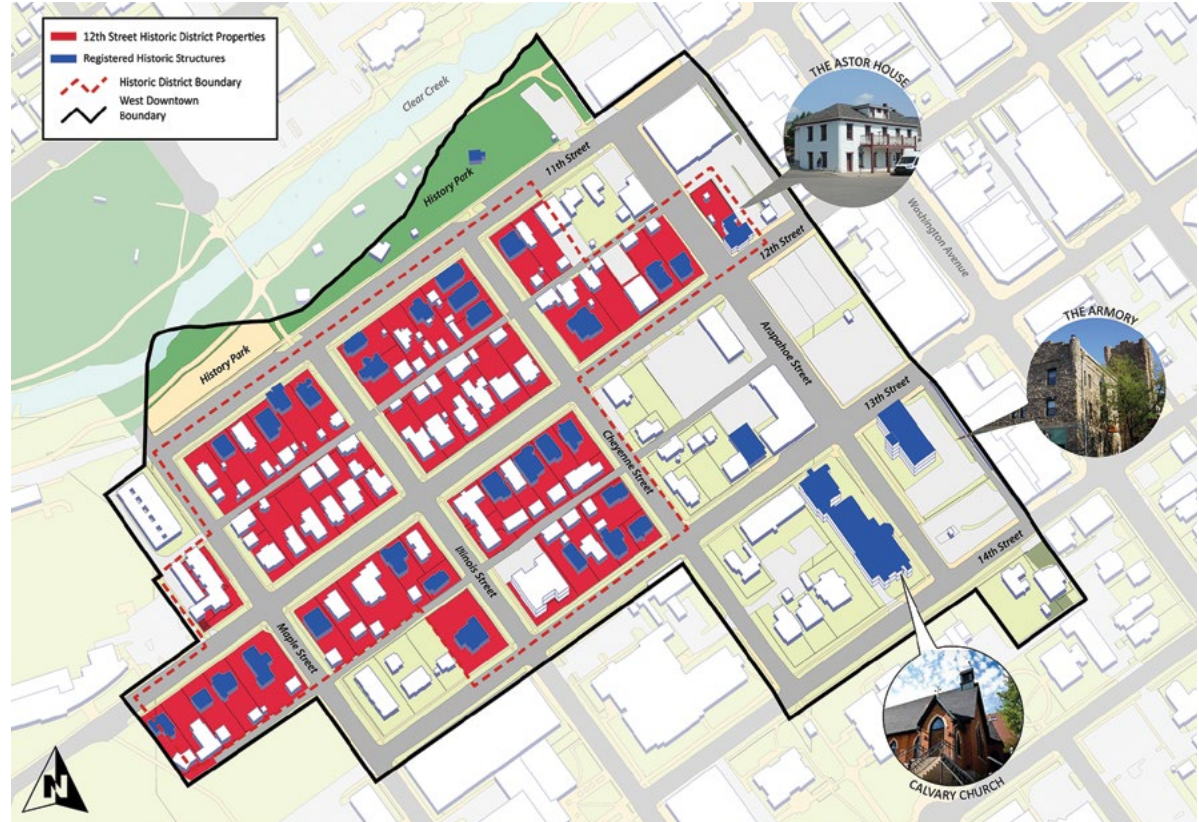 12th Street Historic District Properties
Registered Historic Structures
Historic District Boundary
West Downtown
Boundary
Clear Creek
THE ASTOR HOUSE
11th Street
History Park
Washington Avenue
12th Street
THE ARMORY
Arapahoe Street
History Park
13th Street
Cheyenne Street
Illinois Street
14th Street
Maple Street
CALVARY CHURCH
N